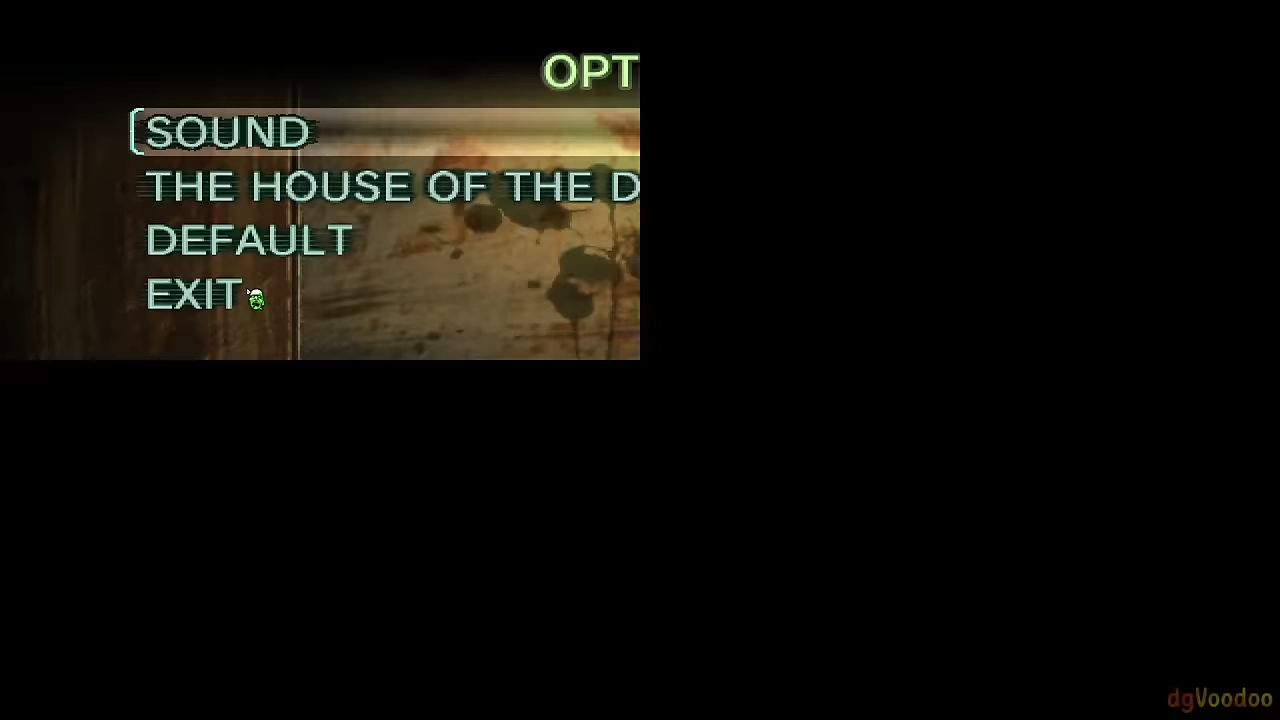 OPT
SOUND
THE HOUSE OF THE D
DEFAULT
EXIT
dgVoodoo